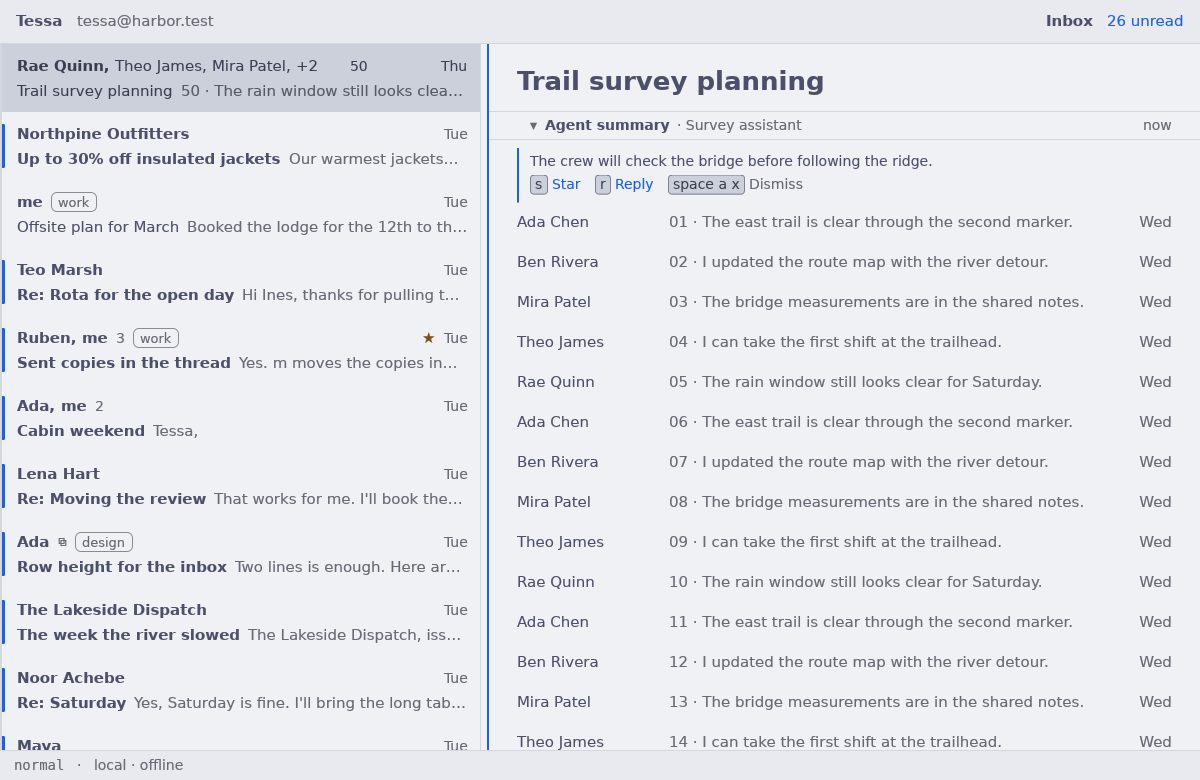 Tessa tessa@harbor.test Inbox 26 unread
Rae Quinn, Theo James, Mira Patel, +2 50 Thu
Trail survey planning 50 · The rain window still looks clea…
Northpine Outfitters Tue
Up to 30% off insulated jackets Our warmest jackets…
me work Tue
Offsite plan for March Booked the lodge for the 12th to th…
Teo Marsh Tue
Re: Rota for the open day Hi Ines, thanks for pulling t…
Ruben, me 3 work ★ Tue
Sent copies in the thread Yes. m moves the copies in…
Ada, me 2 Tue
Cabin weekend Tessa,
Lena Hart Tue
Re: Moving the review That works for me. I'll book the…
Ada ⧉ design Tue
Row height for the inbox Two lines is enough. Here ar…
The Lakeside Dispatch Tue
The week the river slowed The Lakeside Dispatch, iss…
Noor Achebe Tue
Re: Saturday Yes, Saturday is fine. I'll bring the long tab…
Maya Tue
Trail survey planning
▾ Agent summary · Survey assistant now
The crew will check the bridge before following the ridge.
s Star r Reply space a x Dismiss
Ada Chen 01 · The east trail is clear through the second marker. Wed
Ben Rivera 02 · I updated the route map with the river detour. Wed
Mira Patel 03 · The bridge measurements are in the shared notes. Wed
Theo James 04 · I can take the first shift at the trailhead. Wed
Rae Quinn 05 · The rain window still looks clear for Saturday. Wed
Ada Chen 06 · The east trail is clear through the second marker. Wed
Ben Rivera 07 · I updated the route map with the river detour. Wed
Mira Patel 08 · The bridge measurements are in the shared notes. Wed
Theo James 09 · I can take the first shift at the trailhead. Wed
Rae Quinn 10 · The rain window still looks clear for Saturday. Wed
Ada Chen 11 · The east trail is clear through the second marker. Wed
Ben Rivera 12 · I updated the route map with the river detour. Wed
Mira Patel 13 · The bridge measurements are in the shared notes. Wed
Theo James 14 · I can take the first shift at the trailhead. Wed
normal · local · offline